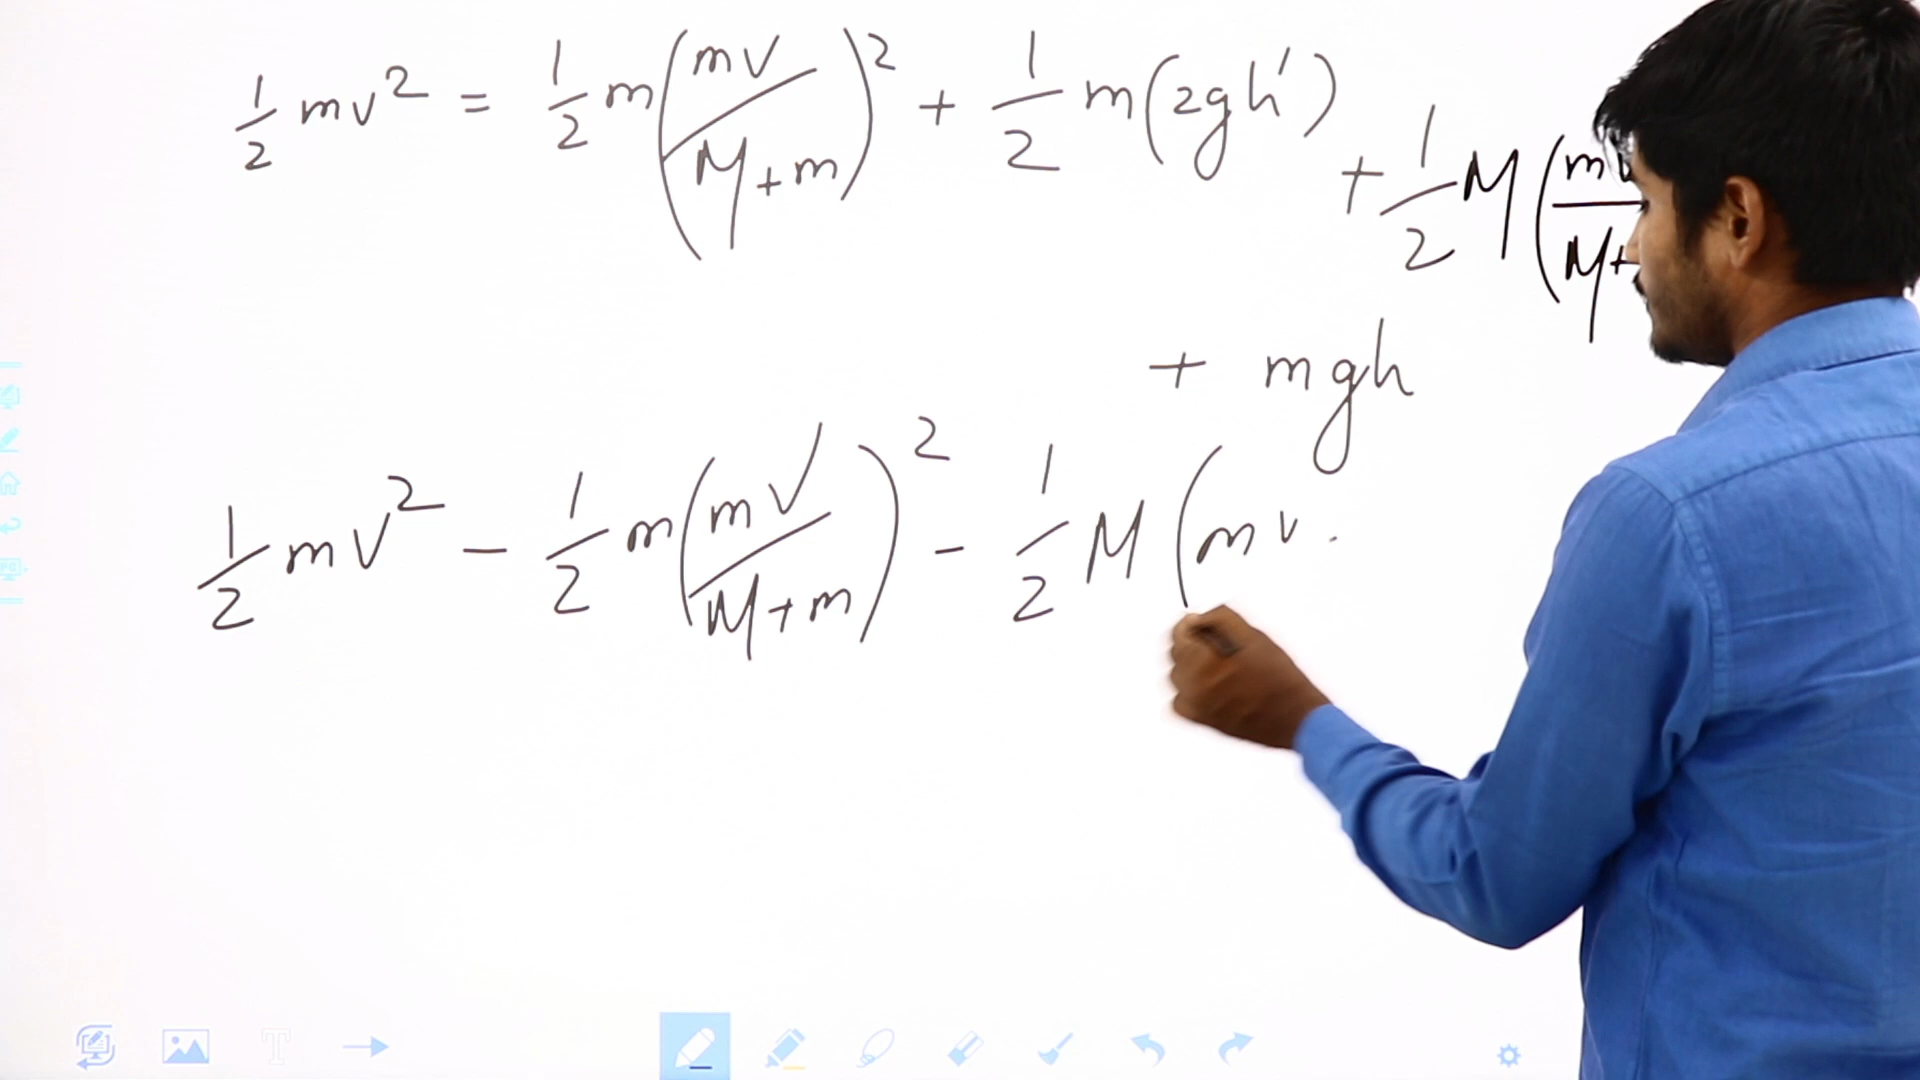 ½ mv² = ½ m(mv/M+m)² + ½ m(2gh')
+ ½ M(m
M+
+ mgh
½ mv² - ½ m(mv/M+m)² - ½ M(mv.
T